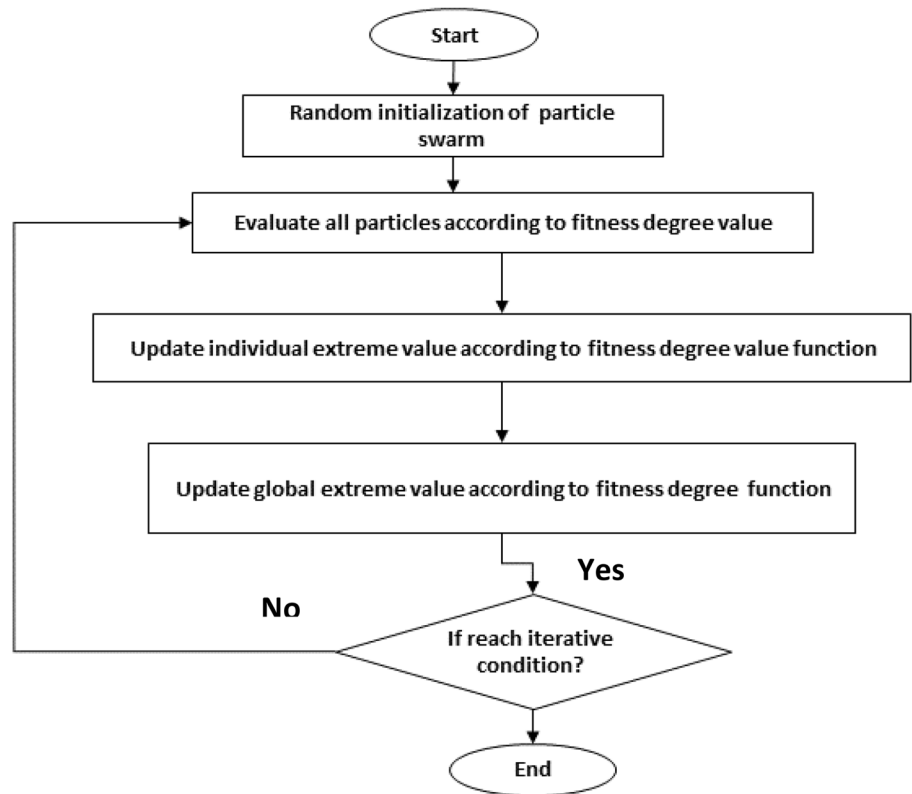 Start
Random initialization of particle
swarm
Evaluate all particles according to fitness degree value
Update individual extreme value according to fitness degree value function
Update global extreme value according to fitness degree function
Yes
No
If reach iterative
condition?
End